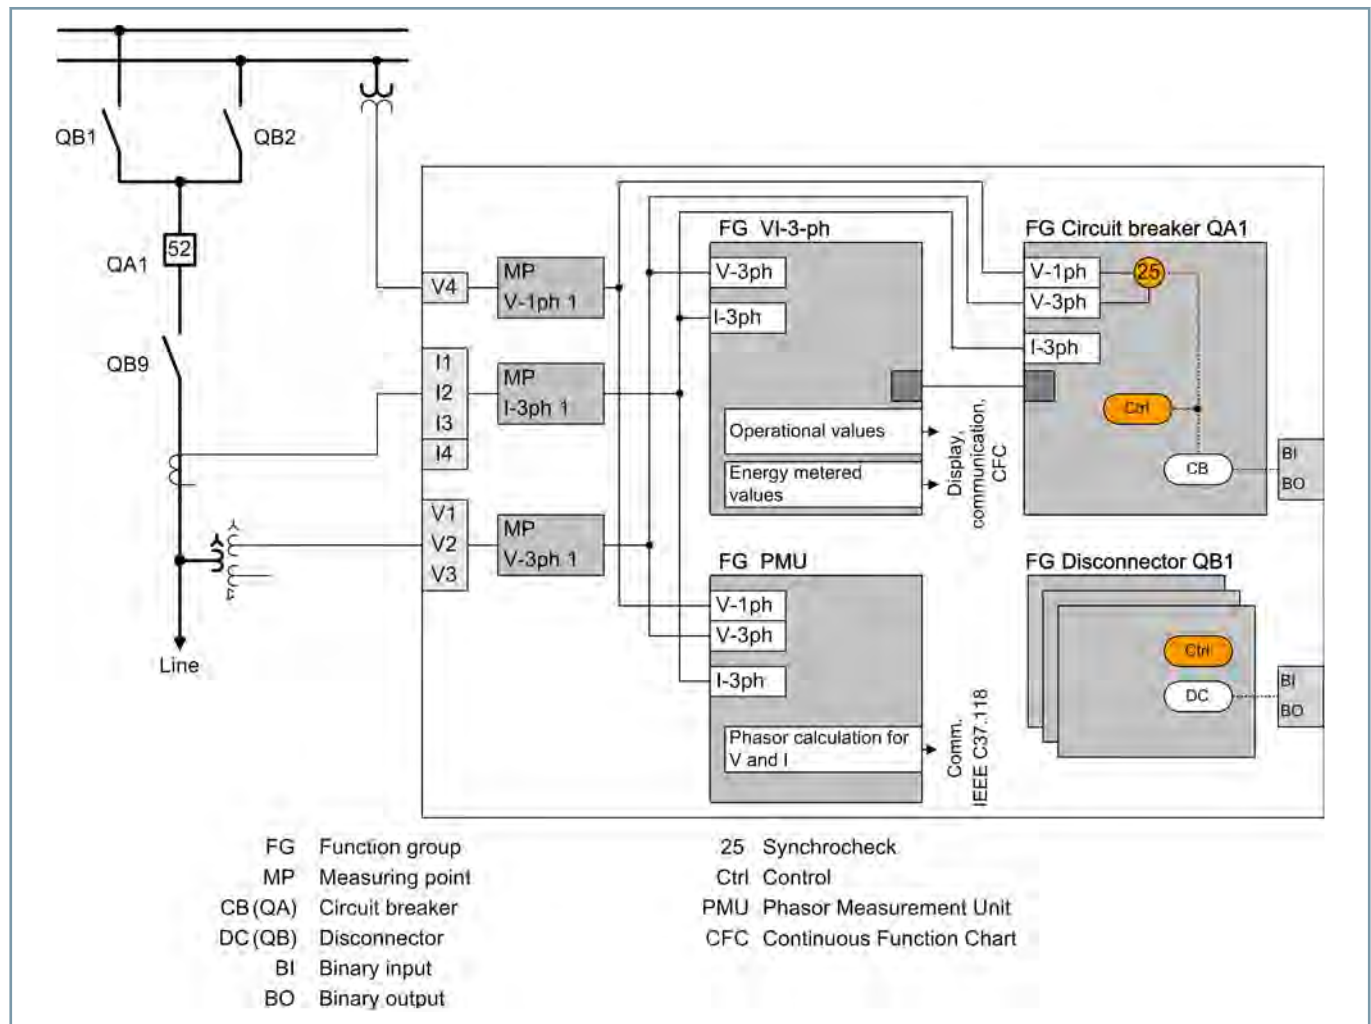 QB1
QB2
52
QA1
QB9
Line
V4
MP
V-1ph 1
I1
I2
I3
I4
MP
I-3ph 1
V1
V2
V3
MP
V-3ph 1
FG VI-3-ph
V-3ph
I-3ph
Operational values
Energy metered
values
Display,
communication,
CFC
FG Circuit breaker QA1
V-1ph
V-3ph
25
I-3ph
Ctrl
CB
BI
BO
FG PMU
V-1ph
V-3ph
I-3ph
Phasor calculation for
V and I
Comm.
IEEE C37.118
FG Disconnector QB1
Ctrl
DC
BI
BO
FG Function group
MP Measuring point
CB(QA) Circuit breaker
DC(QB) Disconnector
BI Binary input
BO Binary output
25 Synchrocheck
Ctrl Control
PMU Phasor Measurement Unit
CFC Continuous Function Chart